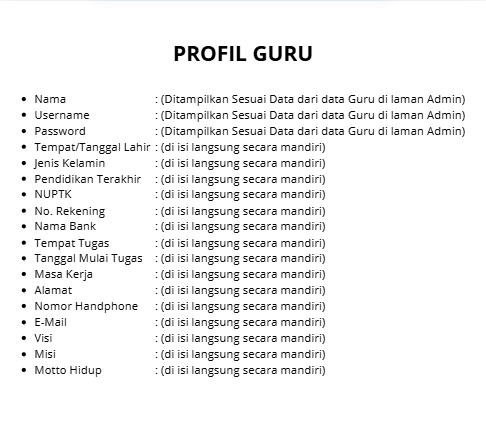 PROFIL GURU
• Nama : (Ditampilkan Sesuai Data dari data Guru di laman Admin)
• Username : (Ditampilkan Sesuai Data dari data Guru di laman Admin)
• Password : (Ditampilkan Sesuai Data dari data Guru di laman Admin)
• Tempat/Tanggal Lahir : (di isi langsung secara mandiri)
• Jenis Kelamin : (di isi langsung secara mandiri)
• Pendidikan Terakhir : (di isi langsung secara mandiri)
• NUPTK : (di isi langsung secara mandiri)
• No. Rekening : (di isi langsung secara mandiri)
• Nama Bank : (di isi langsung secara mandiri)
• Tempat Tugas : (di isi langsung secara mandiri)
• Tanggal Mulai Tugas : (di isi langsung secara mandiri)
• Masa Kerja : (di isi langsung secara mandiri)
• Alamat : (di isi langsung secara mandiri)
• Nomor Handphone : (di isi langsung secara mandiri)
• E-Mail : (di isi langsung secara mandiri)
• Visi : (di isi langsung secara mandiri)
• Misi : (di isi langsung secara mandiri)
• Motto Hidup : (di isi langsung secara mandiri)